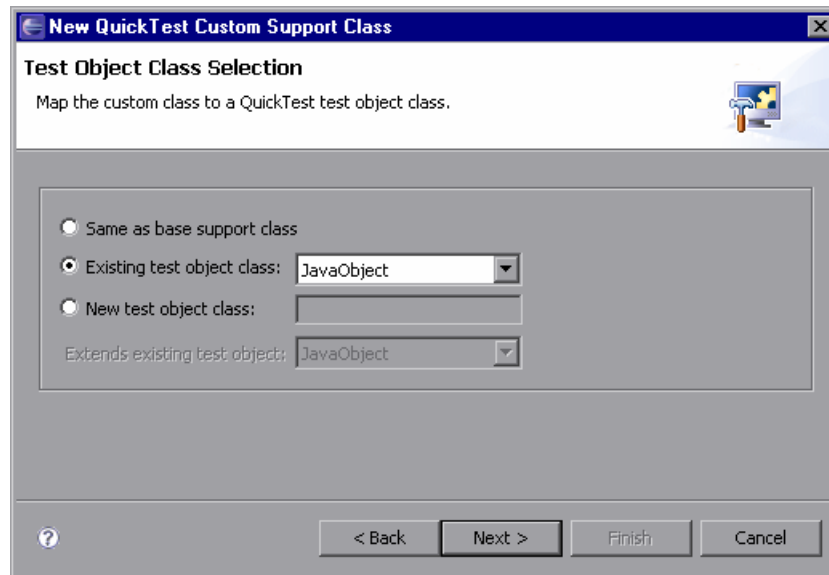 New QuickTest Custom Support Class
Test Object Class Selection
Map the custom class to a QuickTest test object class.
Same as base support class
Existing test object class: JavaObject
New test object class:
Extends existing test object: JavaObject
? < Back Next > Finish Cancel